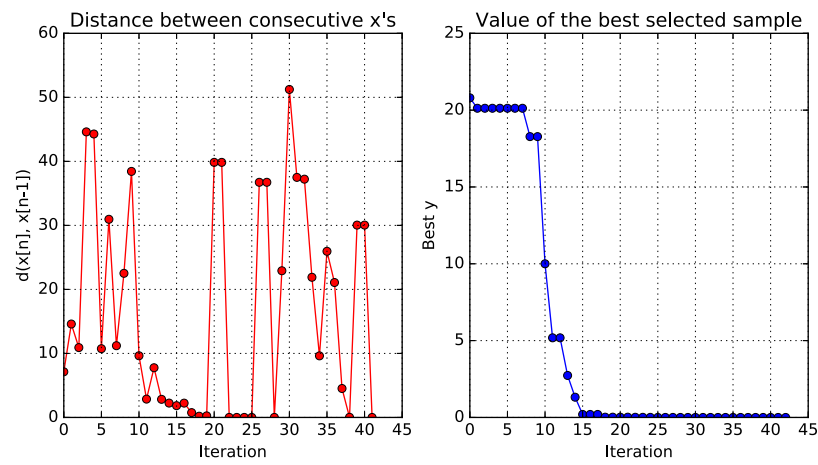 Distance between consecutive x's
60
50
40
30
20
10
0
d(x[n], x[n-1])
0 5 10 15 20 25 30 35 40 45
Iteration
Value of the best selected sample
25
20
15
10
5
0
Best y
0 5 10 15 20 25 30 35 40 45
Iteration